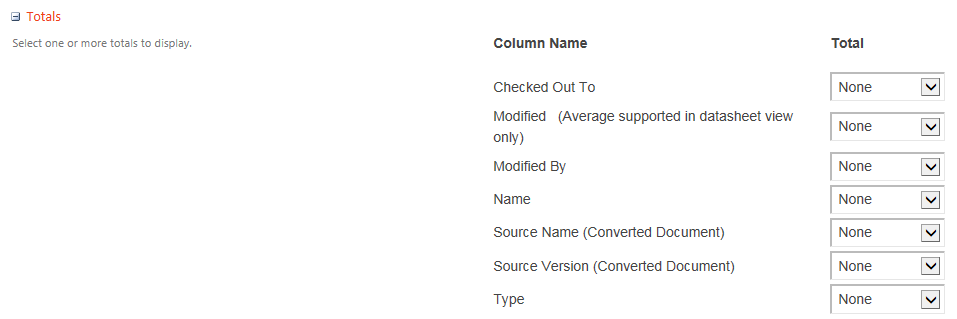 Totals
Select one or more totals to display.
Column Name Total
Checked Out To None
Modified (Average supported in datasheet view
only) None
Modified By None
Name None
Source Name (Converted Document) None
Source Version (Converted Document) None
Type None